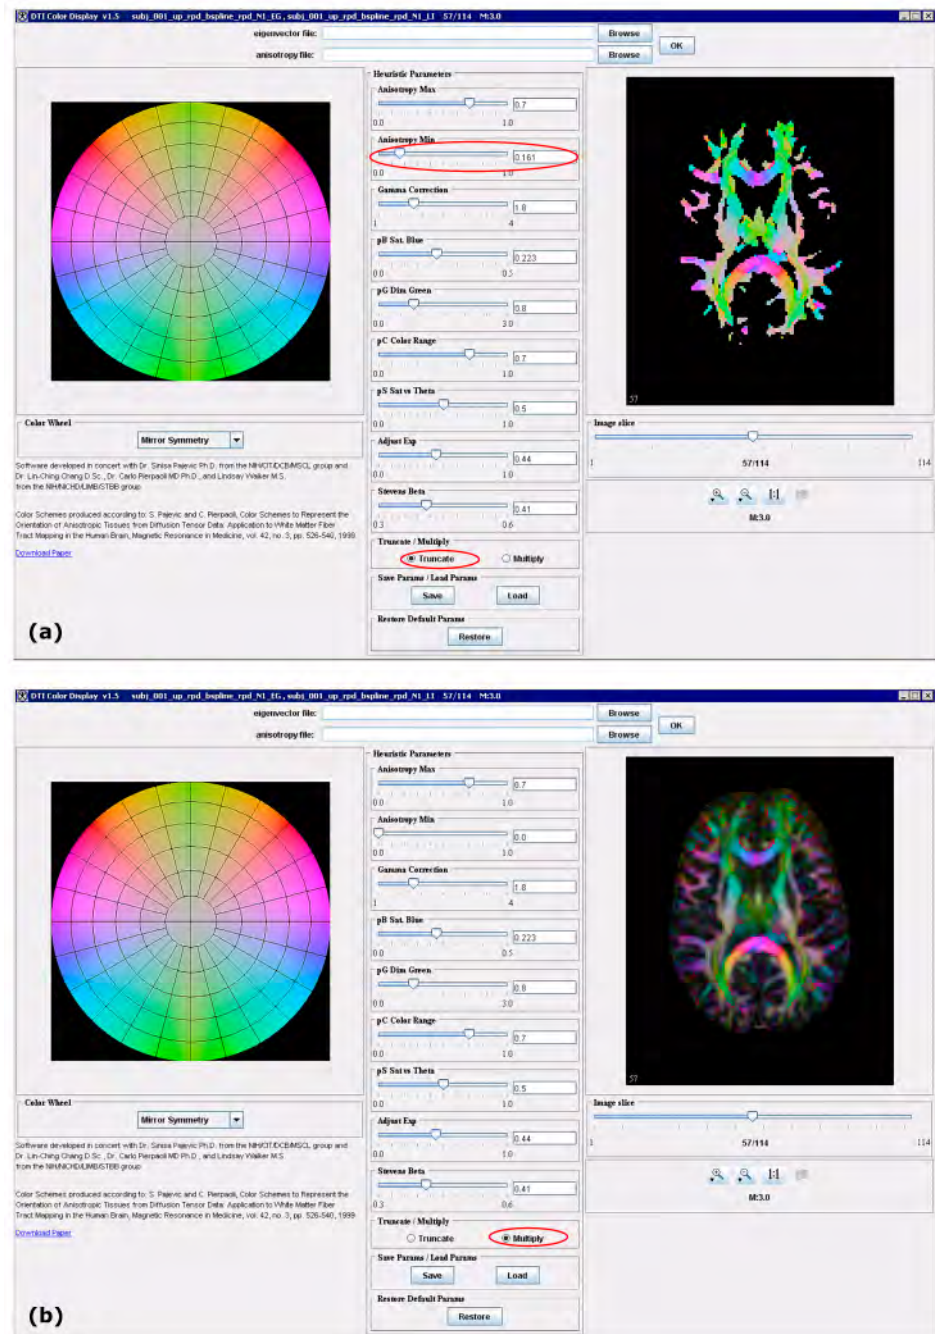 DTI Color Display v1.5 subj_001_up_rpd_bspline_rpd_N1_EG , subj_001_up_rpd_bspline_rpd_N1_L1 57/114 M:3.0
eigenvector file:
Browse
OK
anisotropy file:
Browse
Heuristic Parameters
Anisotropy Max
0.7
0.0 1.0
Anisotropy Min
0.161
0.0 1.0
Gamma Correction
1.8
1 4
pB Sat. Blue
0.223
0.0 0.5
pG Dim Green
0.8
0.0 3.0
pC Color Range
0.7
0.0 1.0
pS Sat vs Theta
0.5
0.0 1.0
Adjust Exp
0.44
0.0 1.0
Stevens Beta
0.41
0.3 0.6
Truncate / Multiply
Truncate Multiply
Save Params / Load Params
Save Load
Restore Default Params
Restore
Color Wheel
Mirror Symmetry
Software developed in concert with Dr. Sinisa Pajevic Ph.D. from the NIH/CIT/DCB/MSCL group and
Dr. Lin-Ching Chang D.Sc., Dr. Carlo Pierpaoli MD Ph.D., and Lindsay Walker M.S.
from the NIH/NICHD/LIMB/STBB group
Color Schemes produced according to: S. Pajevic and C. Pierpaoli, Color Schemes to Represent the
Orientation of Anisotropic Tissues from Diffusion Tensor Data: Application to White Matter Fiber
Tract Mapping in the Human Brain, Magnetic Resonance in Medicine, vol. 42, no. 3, pp. 526-540, 1999
Download Paper
57
Image slice
1 57/114 114
1:1
M:3.0
(a)
DTI Color Display v1.5 subj_001_up_rpd_bspline_rpd_N1_EG , subj_001_up_rpd_bspline_rpd_N1_L1 57/114 M:3.0
eigenvector file:
Browse
OK
anisotropy file:
Browse
Heuristic Parameters
Anisotropy Max
0.7
0.0 1.0
Anisotropy Min
0.0
0.0 1.0
Gamma Correction
1.8
1 4
pB Sat. Blue
0.223
0.0 0.5
pG Dim Green
0.8
0.0 3.0
pC Color Range
0.7
0.0 1.0
pS Sat vs Theta
0.5
0.0 1.0
Adjust Exp
0.44
0.0 1.0
Stevens Beta
0.41
0.3 0.6
Truncate / Multiply
Truncate Multiply
Save Params / Load Params
Save Load
Restore Default Params
Restore
Color Wheel
Mirror Symmetry
Software developed in concert with Dr. Sinisa Pajevic Ph.D. from the NIH/CIT/DCB/MSCL group and
Dr. Lin-Ching Chang D.Sc., Dr. Carlo Pierpaoli MD Ph.D., and Lindsay Walker M.S.
from the NIH/NICHD/LIMB/STBB group
Color Schemes produced according to: S. Pajevic and C. Pierpaoli, Color Schemes to Represent the
Orientation of Anisotropic Tissues from Diffusion Tensor Data: Application to White Matter Fiber
Tract Mapping in the Human Brain, Magnetic Resonance in Medicine, vol. 42, no. 3, pp. 526-540, 1999
Download Paper
57
Image slice
1 57/114 114
1:1
M:3.0
(b)